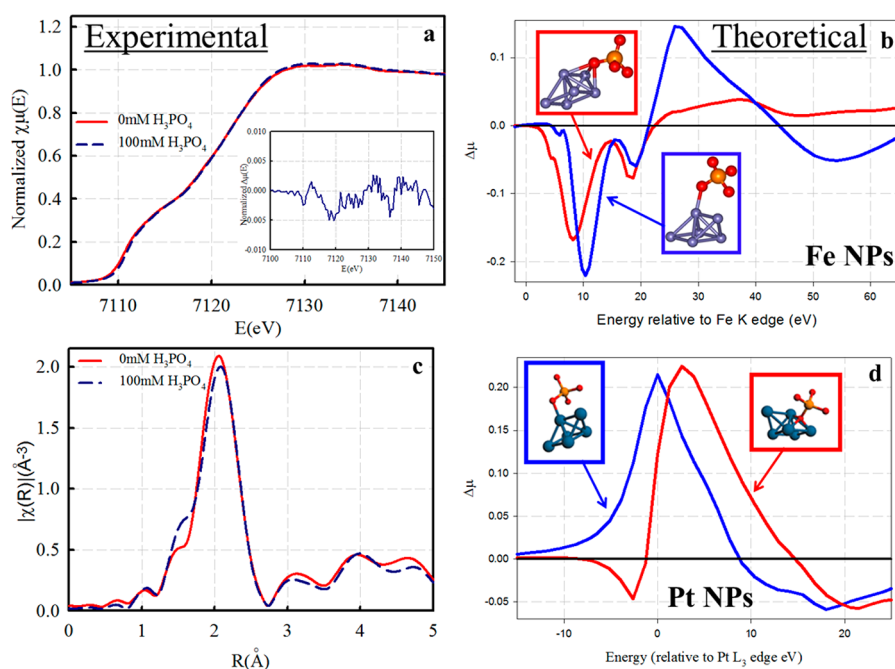 Experimental
a
Normalized χμ(E)
1.2
1.0
0.8
0.6
0.4
0.2
0.0
0mM H₃PO₄
100mM H₃PO₄
Normalized Δμ(E)
0.010
0.005
0.000
-0.005
-0.010
7100 7110 7120 7130 7140 7150
E(eV)
7110 7120 7130 7140
E(eV)
Theoretical
b
Δμ
0.1
0.0
-0.1
-0.2
Fe NPs
0 20 40 60
Energy relative to Fe K edge (eV)
c
|χ(R)|(Å-3)
2.0
1.5
1.0
0.5
0.0
0mM H₃PO₄
100mM H₃PO₄
0 1 2 3 4 5
R(Å)
d
Δμ
0.20
0.15
0.10
0.05
0.00
-0.05
Pt NPs
-10 0 10 20
Energy (relative to Pt L₃ edge eV)